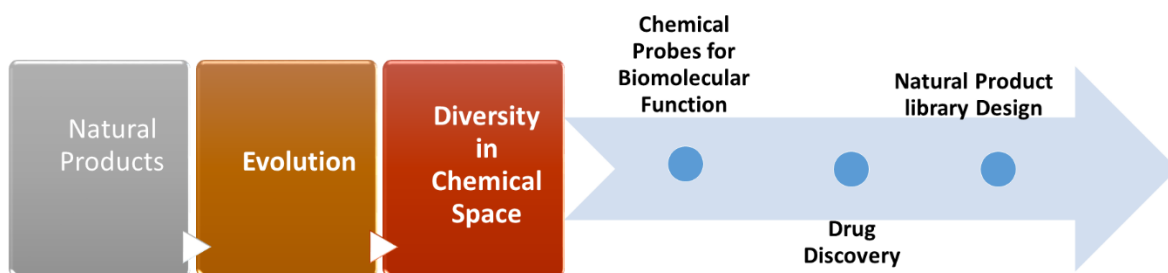 Natural
Products
Evolution
Diversity
in
Chemical
Space
Chemical
Probes for
Biomolecular
Function
Drug
Discovery
Natural Product
library Design